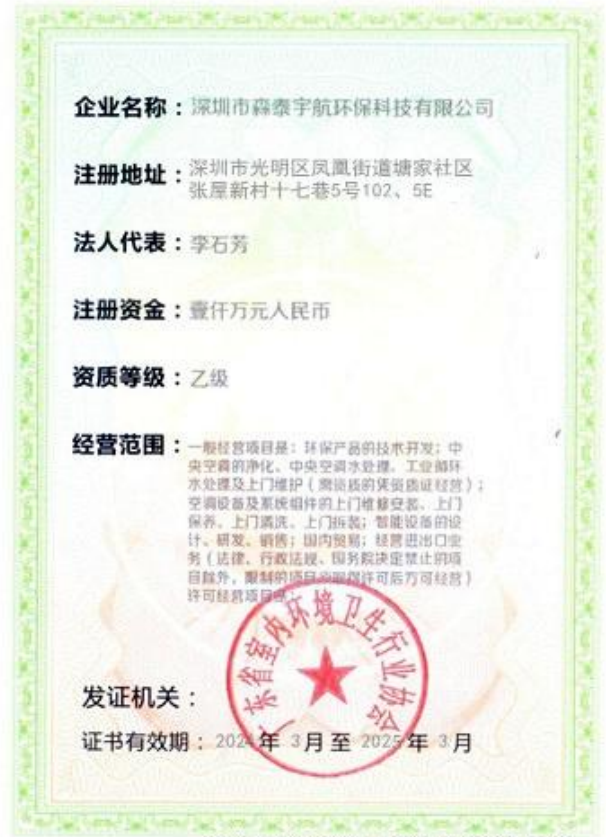 企业名称：深圳市森泰宇航环保科技有限公司
注册地址：深圳市光明区凤凰街道塘家社区
张屋新村十七巷5号102、5E
法人代表：李石芳
注册资金：壹仟万元人民币
资质等级：乙级
经营范围：一般经营项目是：环保产品的技术开发；中
央空调的净化、中央空调水处理、工业循环
水处理及上门维护（需资质的凭资质证经营）；
空调设备及系统组件的上门维修安装、上门
保养、上门清洗、上门拆装；智能设备的设
计、研发、销售；国内贸易；经营进出口业
务（法律、行政法规、国务院决定禁止的项
目除外，限制的项目须取得许可后方可经营）
许可经营项目是：
广东省室内环境卫生行业协会
发证机关：
证书有效期：2024年 3月至 2025年 3月